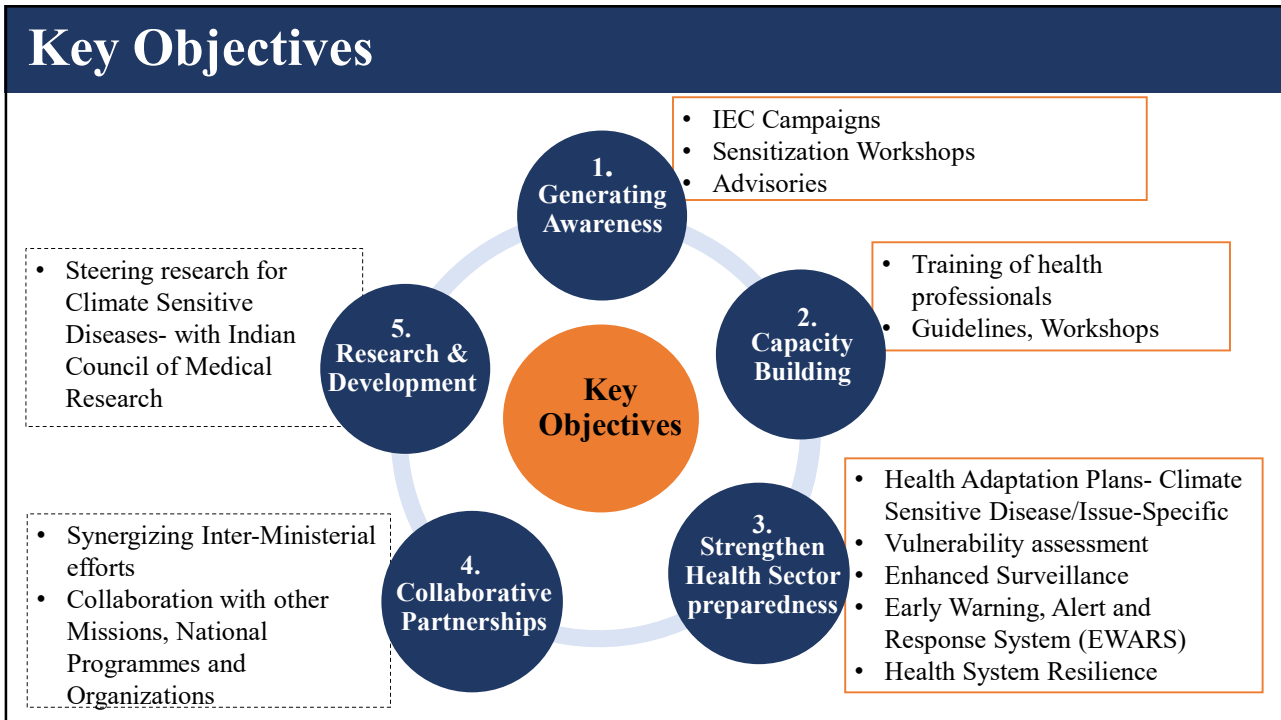 Key Objectives
1.
Generating
Awareness
• IEC Campaigns
• Sensitization Workshops
• Advisories
2.
Capacity
Building
• Training of health
professionals
• Guidelines, Workshops
3.
Strengthen
Health Sector
preparedness
• Health Adaptation Plans- Climate
Sensitive Disease/Issue-Specific
• Vulnerability assessment
• Enhanced Surveillance
• Early Warning, Alert and
Response System (EWARS)
• Health System Resilience
4.
Collaborative
Partnerships
• Synergizing Inter-Ministerial
efforts
• Collaboration with other
Missions, National
Programmes and
Organizations
5.
Research &
Development
• Steering research for
Climate Sensitive
Diseases- with Indian
Council of Medical
Research
Key
Objectives